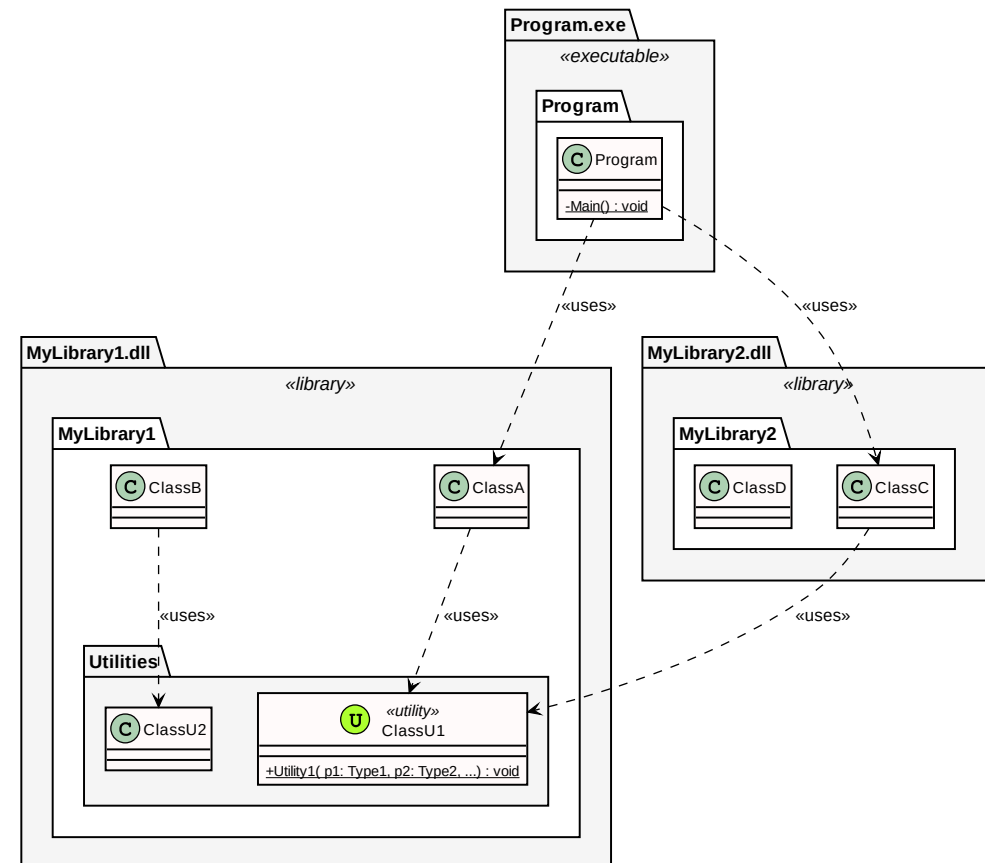 Program.exe
«executable»
Program
C Program
-Main() : void
«uses»
«uses»
MyLibrary1.dll
«library»
MyLibrary2.dll
«library»
MyLibrary1
MyLibrary2
C ClassB
C ClassA
C ClassD
C ClassC
«uses»
«uses»
«uses»
Utilities
C ClassU2
U «utility»
ClassU1
+Utility1( p1: Type1, p2: Type2, ...) : void